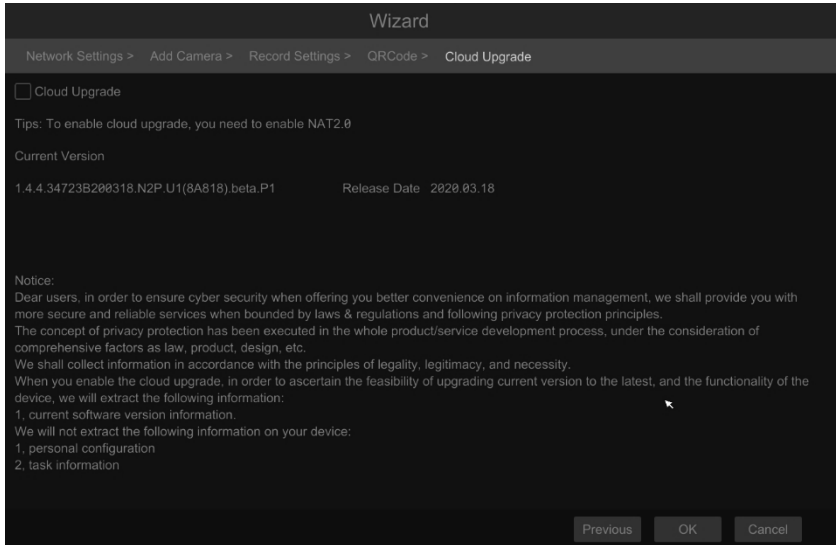 Wizard
Network Settings > Add Camera > Record Settings > QRCode > Cloud Upgrade
Cloud Upgrade
Tips: To enable cloud upgrade, you need to enable NAT2.0
Current Version
1.4.4.34723B200318.N2P.U1(8A818).beta.P1 Release Date 2020.03.18
Notice:
Dear users, in order to ensure cyber security when offering you better convenience on information management, we shall provide you with
more secure and reliable services when bounded by laws & regulations and following privacy protection principles.
The concept of privacy protection has been executed in the whole product/service development process, under the consideration of
comprehensive factors as law, product, design, etc.
We shall collect information in accordance with the principles of legality, legitimacy, and necessity.
When you enable the cloud upgrade, in order to ascertain the feasibility of upgrading current version to the latest, and the functionality of the
device, we will extract the following information:
1, current software version information.
We will not extract the following information on your device:
1, personal configuration
2, task information
Previous OK Cancel